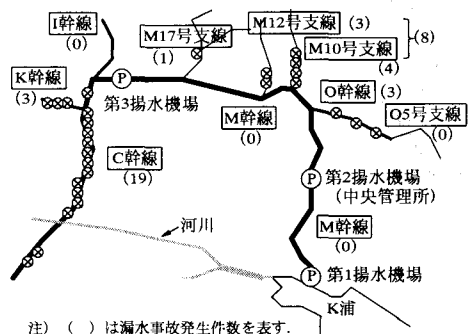 I幹線
(0)
M17号支線
(1)
M12号支線 (3)
M10号支線
(4)
(8)
K幹線
(3)
P
第3揚水機場
M幹線
(0)
O幹線 (3)
O5号支線
(0)
C幹線
(19)
P
第2揚水機場
(中央管理所)
河川
M幹線
(0)
P
第1揚水機場
K浦
注) ( )は漏水事故発生件数を表す.